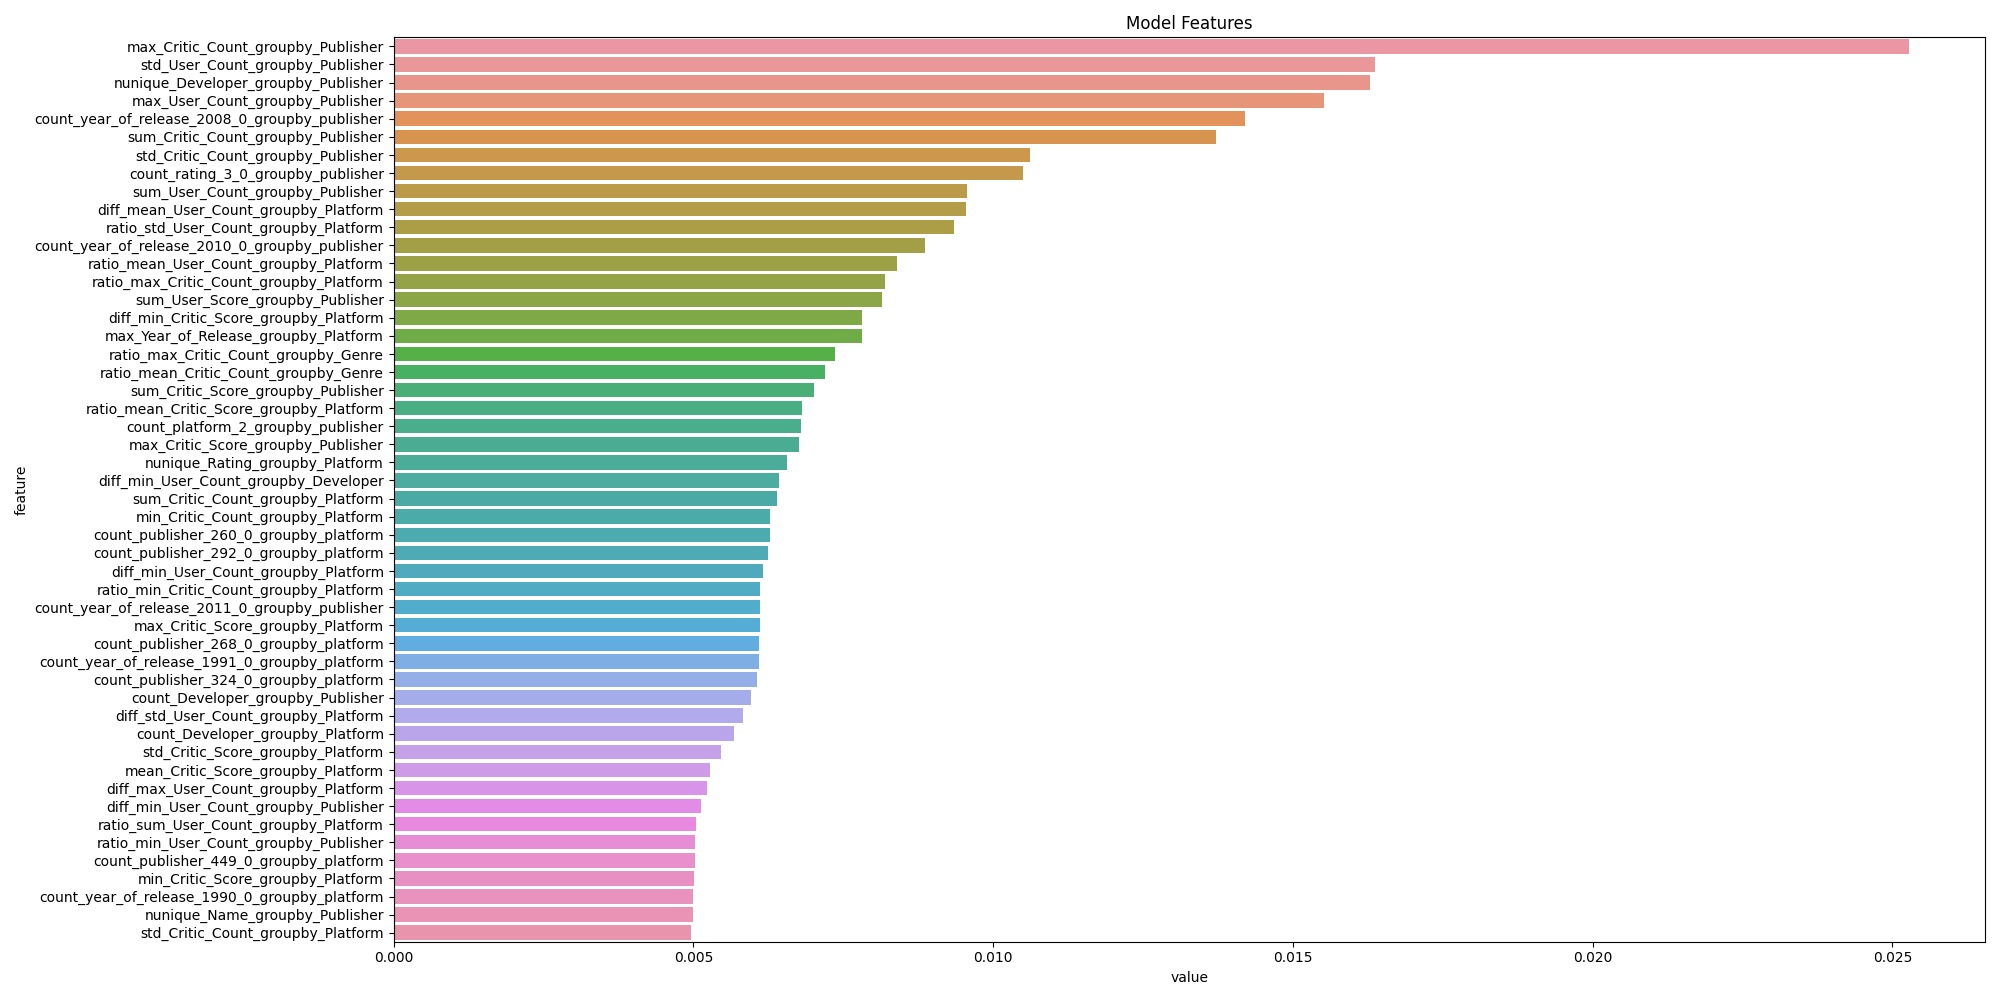 Model Features
max_Critic_Count_groupby_Publisher
std_User_Count_groupby_Publisher
nunique_Developer_groupby_Publisher
max_User_Count_groupby_Publisher
count_year_of_release_2008_0_groupby_publisher
sum_Critic_Count_groupby_Publisher
std_Critic_Count_groupby_Publisher
count_rating_3_0_groupby_publisher
sum_User_Count_groupby_Publisher
diff_mean_User_Count_groupby_Platform
ratio_std_User_Count_groupby_Platform
count_year_of_release_2010_0_groupby_publisher
ratio_mean_User_Count_groupby_Platform
ratio_max_Critic_Count_groupby_Platform
sum_User_Score_groupby_Publisher
diff_min_Critic_Score_groupby_Platform
max_Year_of_Release_groupby_Platform
ratio_max_Critic_Count_groupby_Genre
ratio_mean_Critic_Count_groupby_Genre
sum_Critic_Score_groupby_Publisher
ratio_mean_Critic_Score_groupby_Platform
count_platform_2_groupby_publisher
max_Critic_Score_groupby_Publisher
nunique_Rating_groupby_Platform
diff_min_User_Count_groupby_Developer
sum_Critic_Count_groupby_Platform
min_Critic_Count_groupby_Platform
count_publisher_260_0_groupby_platform
count_publisher_292_0_groupby_platform
diff_min_User_Count_groupby_Platform
ratio_min_Critic_Count_groupby_Platform
count_year_of_release_2011_0_groupby_publisher
max_Critic_Score_groupby_Platform
count_publisher_268_0_groupby_platform
count_year_of_release_1991_0_groupby_platform
count_publisher_324_0_groupby_platform
count_Developer_groupby_Publisher
diff_std_User_Count_groupby_Platform
count_Developer_groupby_Platform
std_Critic_Score_groupby_Platform
mean_Critic_Score_groupby_Platform
diff_max_User_Count_groupby_Platform
diff_min_User_Count_groupby_Publisher
ratio_sum_User_Count_groupby_Platform
ratio_min_User_Count_groupby_Publisher
count_publisher_449_0_groupby_platform
min_Critic_Score_groupby_Platform
count_year_of_release_1990_0_groupby_platform
nunique_Name_groupby_Publisher
std_Critic_Count_groupby_Platform
feature
0.000 0.005 0.010 0.015 0.020 0.025
value